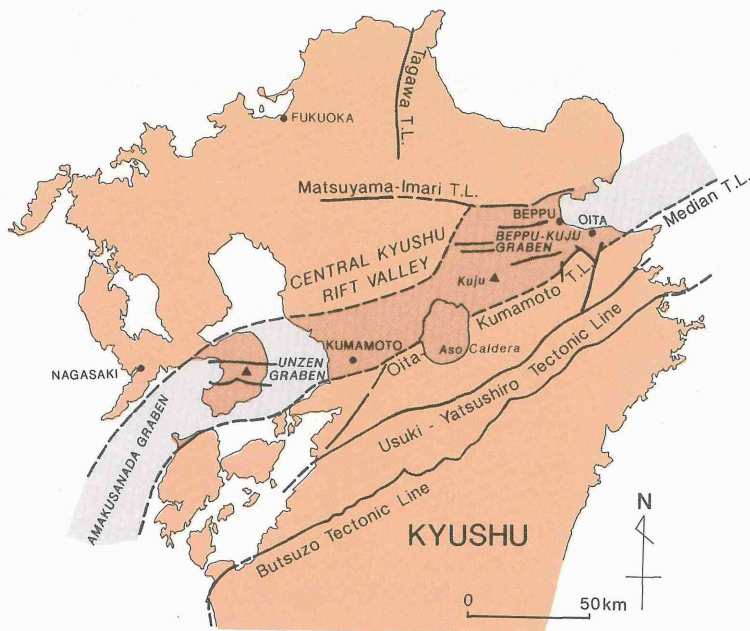 FUKUOKA
Tagawa T.L.
Matsuyama-Imari T.L.
BEPPU
OITA
Median T.L.
BEPPU-KUJU
GRABEN
CENTRAL KYUSHU
RIFT VALLEY
Kuju
Oita Kumamoto T.L.
KUMAMOTO
Aso Caldera
UNZEN
GRABEN
NAGASAKI
AMAKUSANADA GRABEN
Usuki - Yatsushiro Tectonic Line
Butsuzo Tectonic Line
KYUSHU
N
0 50km